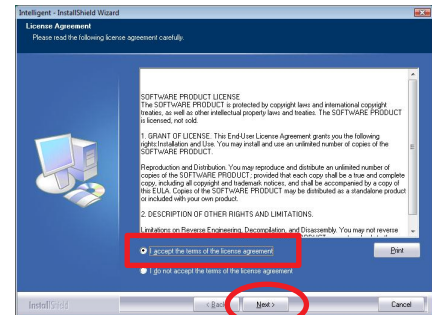 Intelligent - InstallShield Wizard
License Agreement
Please read the following license agreement carefully.
SOFTWARE PRODUCT LICENSE
The SOFTWARE PRODUCT is protected by copyright laws and international copyright
treaties, as well as other intellectual property laws and treaties. The SOFTWARE PRODUCT
is licensed, not sold.
1. GRANT OF LICENSE. This End-User License Agreement grants you the following
rights:Installation and Use. You may install and use an unlimited number of copies of the
SOFTWARE PRODUCT.
Reproduction and Distribution. You may reproduce and distribute an unlimited number of
copies of the SOFTWARE PRODUCT; provided that each copy shall be a true and complete
copy, including all copyright and trademark notices, and shall be accompanied by a copy of
this EULA. Copies of the SOFTWARE PRODUCT may be distributed as a standalone product
or included with your own product.
2. DESCRIPTION OF OTHER RIGHTS AND LIMITATIONS.
Limitations on Reverse Engineering, Decompilation, and Disassembly. You may not reverse
I accept the terms of the license agreement
Print
I do not accept the terms of the license agreement
InstallShield
< Back
Next >
Cancel